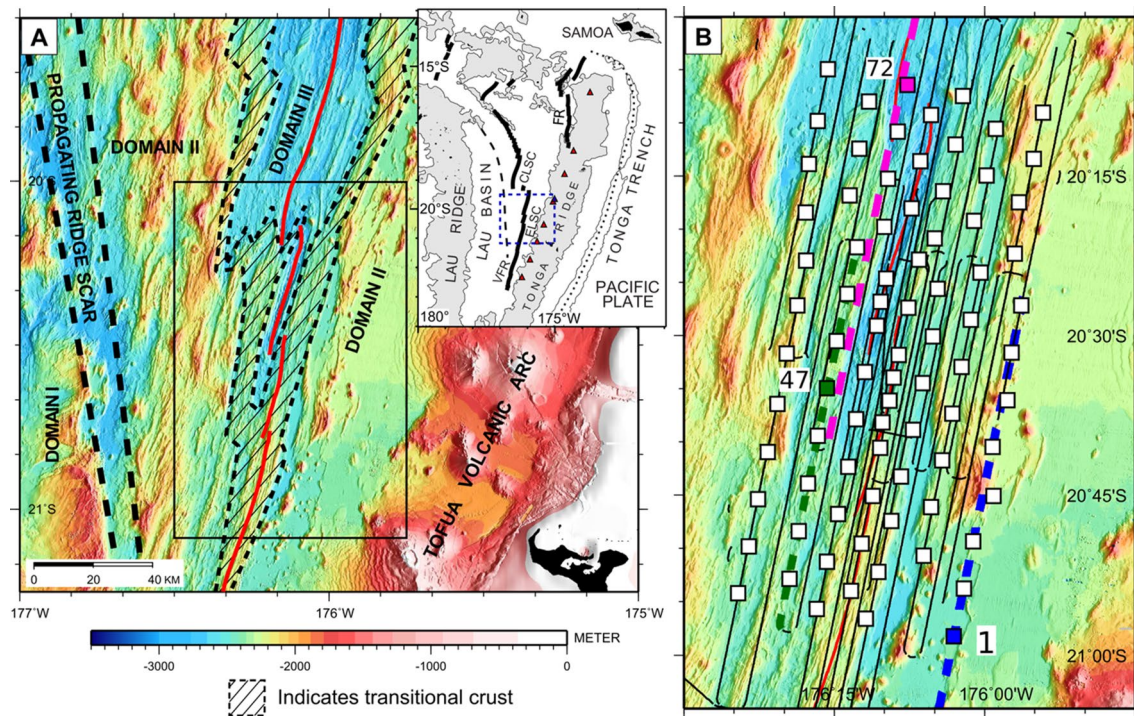 A
PROPAGATING RIDGE SCAR
DOMAIN II
DOMAIN III
DOMAIN II
DOMAIN I
20°S
21°S
TOFUA VOLCANIC ARC
0 20 40 KM
177°W 176°W 175°W
SAMOA
15°S
20°S
LAU RIDGE
LAU BASIN
CLSC
FR
ELSC
VFR
TONGA RIDGE
TONGA TRENCH
PACIFIC PLATE
180° 175°W
METER
-3000 -2000 -1000 0
Indicates transitional crust
B
72
47
1
20°15'S
20°30'S
20°45'S
21°00'S
176°15'W 176°00'W